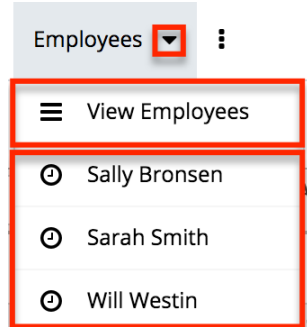 Employees
View Employees
Sally Bronsen
Sarah Smith
Will Westin